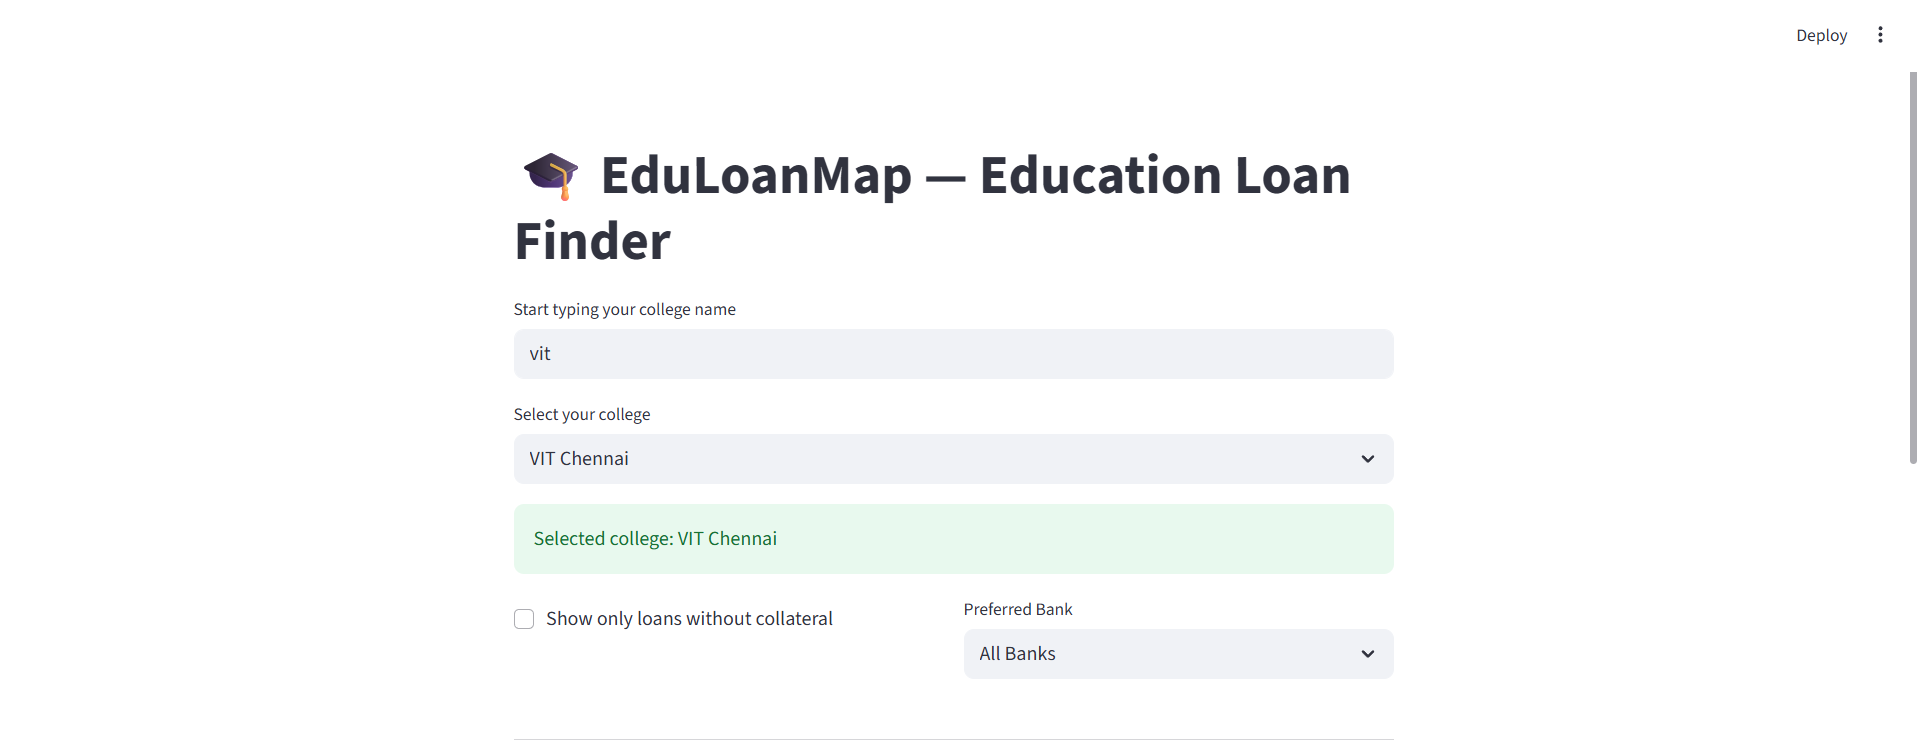 Deploy
EduLoanMap — Education Loan
Finder
Start typing your college name
vit
Select your college
VIT Chennai
Selected college: VIT Chennai
Show only loans without collateral
Preferred Bank
All Banks